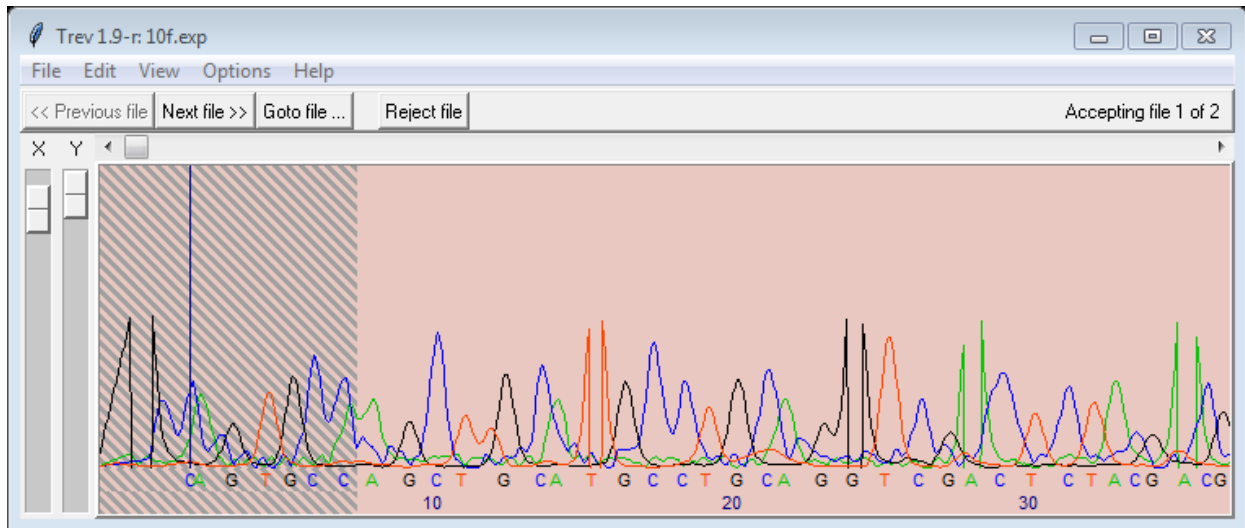 Trev 1.9-r: 10f.exp
File Edit View Options Help
<< Previous file Next file >> Goto file ... Reject file Accepting file 1 of 2
X Y
C A G T G C C A G C T G C A T G C C T G C A G G T C G A C T C T A C G A C G
10 20 30